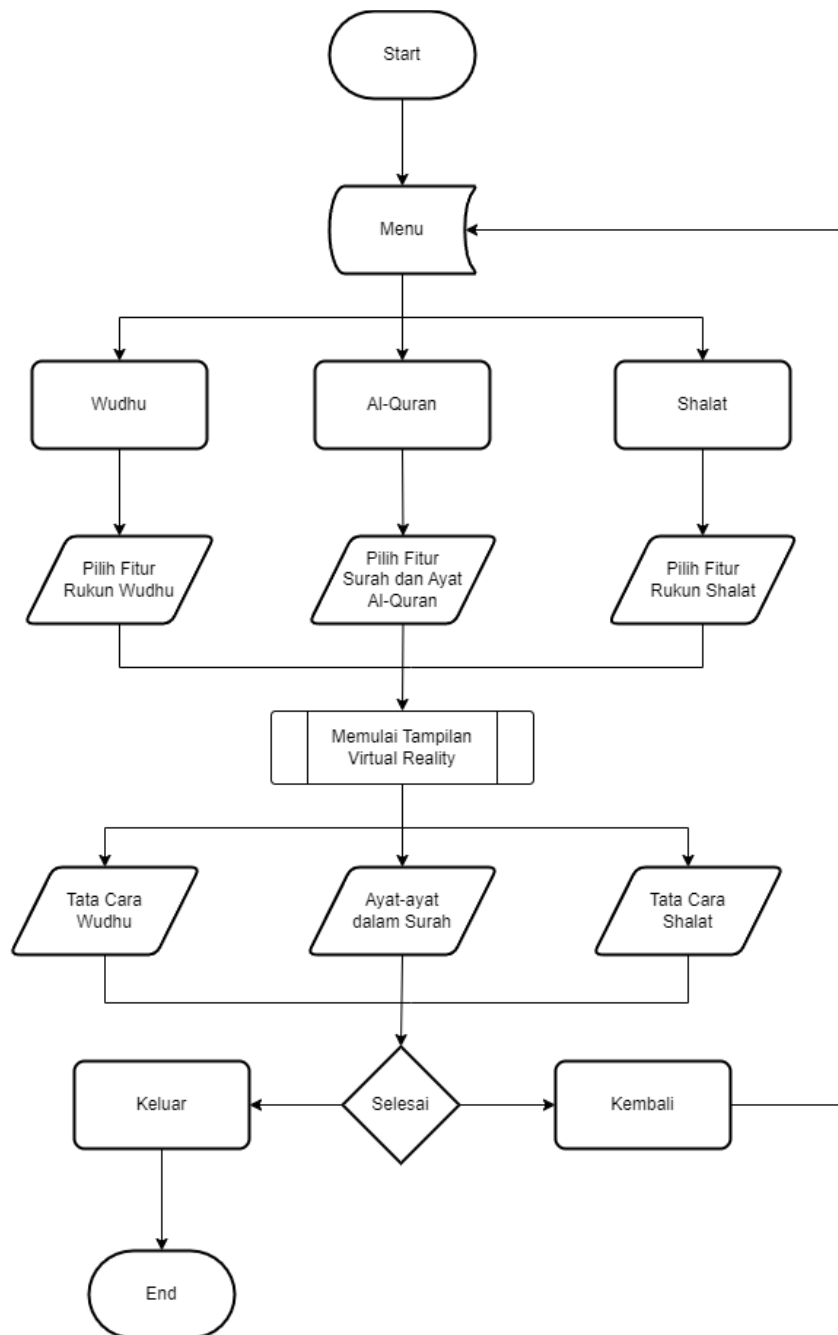 Start
Menu
Wudhu
Al-Quran
Shalat
Pilih Fitur
Rukun Wudhu
Pilih Fitur
Surah dan Ayat
Al-Quran
Pilih Fitur
Rukun Shalat
Memulai Tampilan
Virtual Reality
Tata Cara
Wudhu
Ayat-ayat
dalam Surah
Tata Cara
Shalat
Keluar
Selesai
Kembali
End